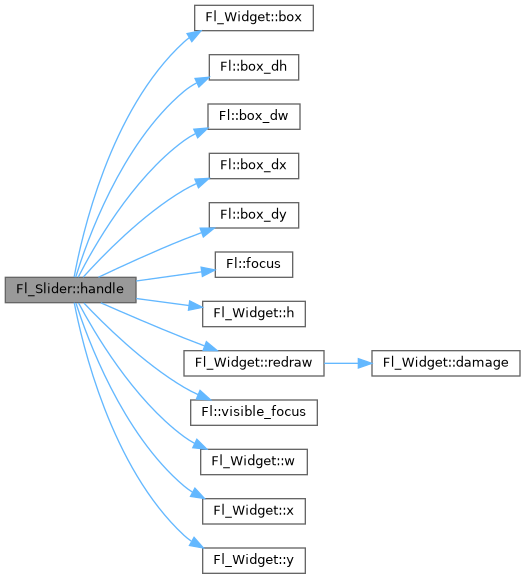 Fl_Widget::box
Fl::box_dh
Fl::box_dw
Fl::box_dx
Fl::box_dy
Fl::focus
Fl_Slider::handle
Fl_Widget::h
Fl_Widget::redraw
Fl_Widget::damage
Fl::visible_focus
Fl_Widget::w
Fl_Widget::x
Fl_Widget::y